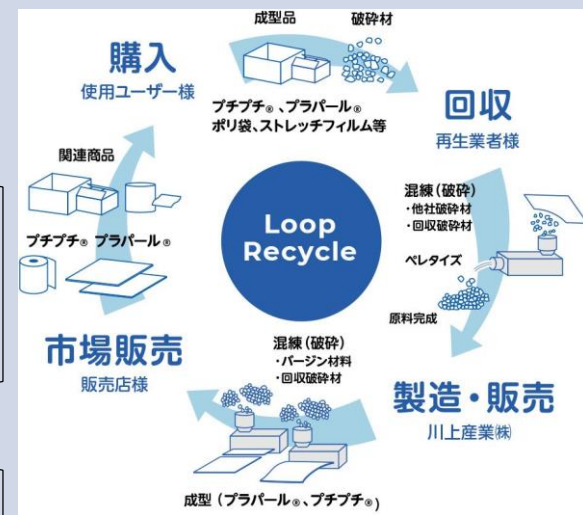 成型品
破砕材
購入
使用ユーザー様
プチプチ®、プラパール®
ポリ袋、ストレッチフィルム等
回収
再生業者様
混練(破砕)
・他社破砕材
・回収破砕材
ペレタイズ
原料完成
Loop
Recycle
製造・販売
川上産業㈱
混練(破砕)
・バージン材料
・回収破砕材
成型(プラパール®、プチプチ®)
市場販売
販売店様
関連商品
プチプチ® プラパール®